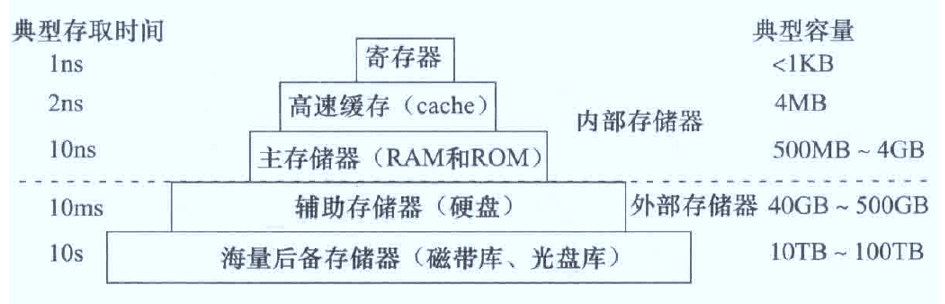 典型存取时间 典型容量
1ns 寄存器 <1KB
2ns 高速缓存（cache） 4MB
内部存储器
10ns 主存储器（RAM和ROM） 500MB ~ 4GB
10ms 辅助存储器（硬盘） 外部存储器 40GB ~ 500GB
10s 海量后备存储器（磁带库、光盘库） 10TB ~ 100TB